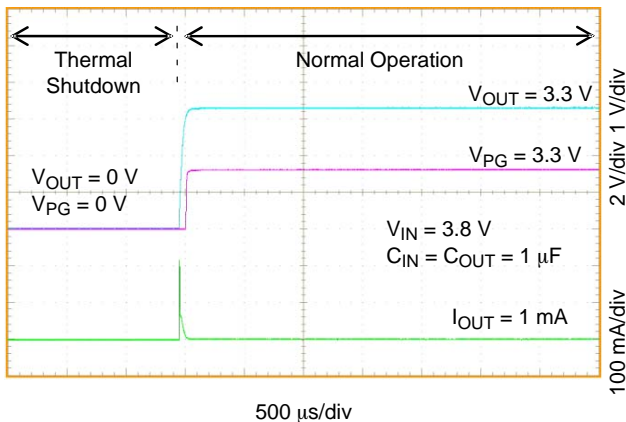 Thermal
Shutdown
Normal Operation
VOUT = 3.3 V
VPG = 3.3 V
VOUT = 0 V
VPG = 0 V
VIN = 3.8 V
CIN = COUT = 1 μF
IOUT = 1 mA
2 V/div 1 V/div
100 mA/div
500 μs/div